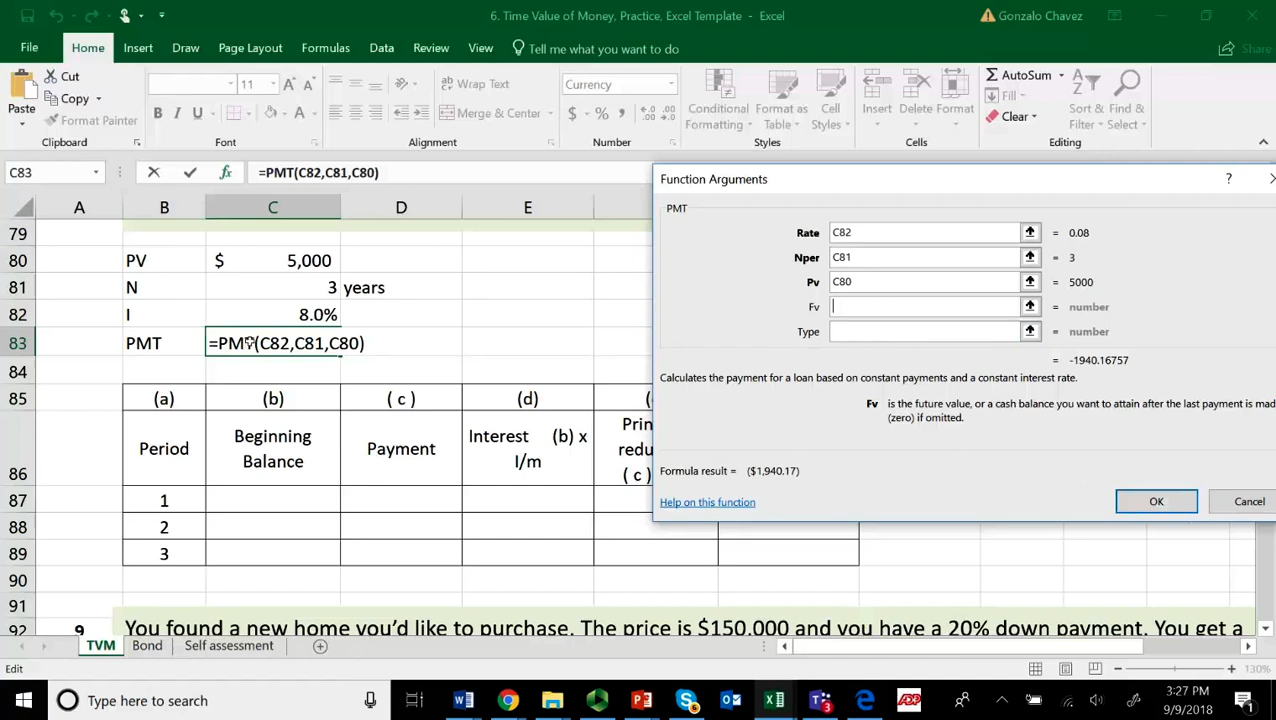 6. Time Value of Money, Practice, Excel Template - Excel
Gonzalo Chavez
File Home Insert Draw Page Layout Formulas Data Review View Tell me what you want to do Share
Paste
Cut
Copy
Format Painter
11
B I U
Wrap Text
Merge & Center
Currency
$ % ,
Conditional Formatting
Format as Table
Cell Styles
Insert Delete Format
AutoSum
Fill
Clear
Sort & Filter
Find & Select
Clipboard Font Alignment Number Styles Cells Editing
C83 fx =PMT(C82,C81,C80)
A B C D E
79
80 PV $ 5,000
81 N 3 years
82 I 8.0%
83 PMT =PMT(C82,C81,C80)
84
85 (a) (b) ( c ) (d)
86 Period Beginning Balance Payment Interest (b) x I/m
87 1
88 2
89 3
90
91
92 9 You found a new home you’d like to purchase. The price is $150,000 and you have a 20% down payment. You get a
Function Arguments ?
PMT
Rate C82 = 0.08
Nper C81 = 3
Pv C80 = 5000
Fv = number
Type = number
= -1940.16757
Calculates the payment for a loan based on constant payments and a constant interest rate.
Fv is the future value, or a cash balance you want to attain after the last payment is mad
(zero) if omitted.
Formula result = ($1,940.17)
Help on this function OK Cancel
TVM Bond Self assessment
Edit 130%
Type here to search
ADP
3:27 PM
9/9/2018